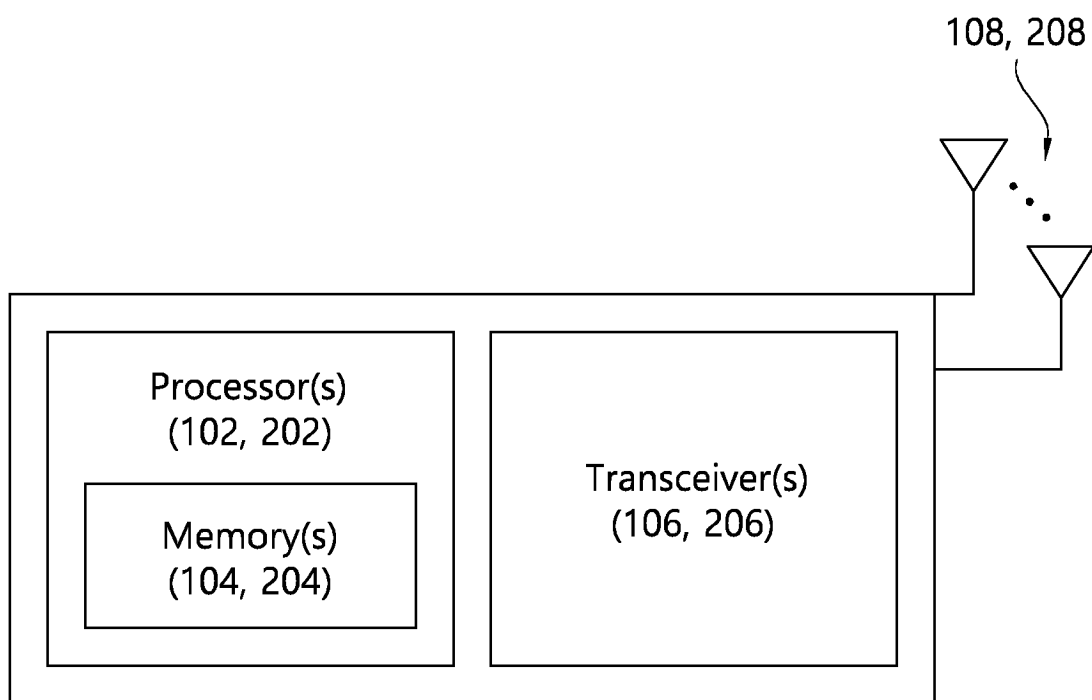 108, 208
Processor(s)
(102, 202)
Memory(s)
(104, 204)
Transceiver(s)
(106, 206)